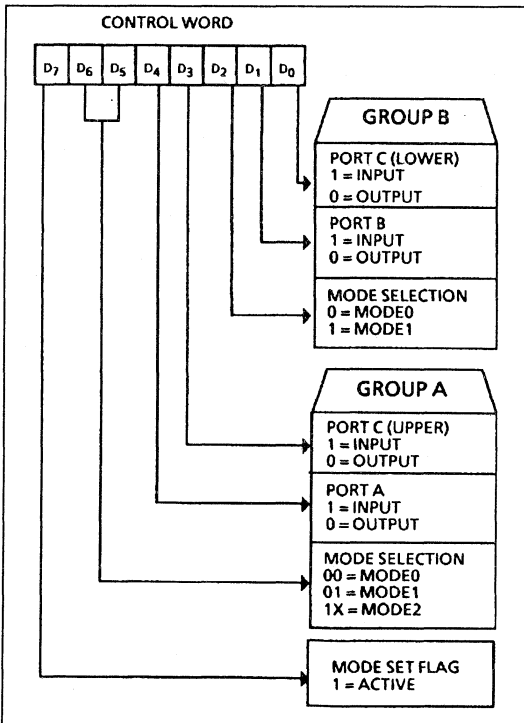 CONTROL WORD
D7 D6 D5 D4 D3 D2 D1 D0
GROUP B
PORT C (LOWER)
1 = INPUT
0 = OUTPUT
PORT B
1 = INPUT
0 = OUTPUT
MODE SELECTION
0 = MODE0
1 = MODE1
GROUP A
PORT C (UPPER)
1 = INPUT
0 = OUTPUT
PORT A
1 = INPUT
0 = OUTPUT
MODE SELECTION
00 = MODE0
01 = MODE1
1X = MODE2
MODE SET FLAG
1 = ACTIVE